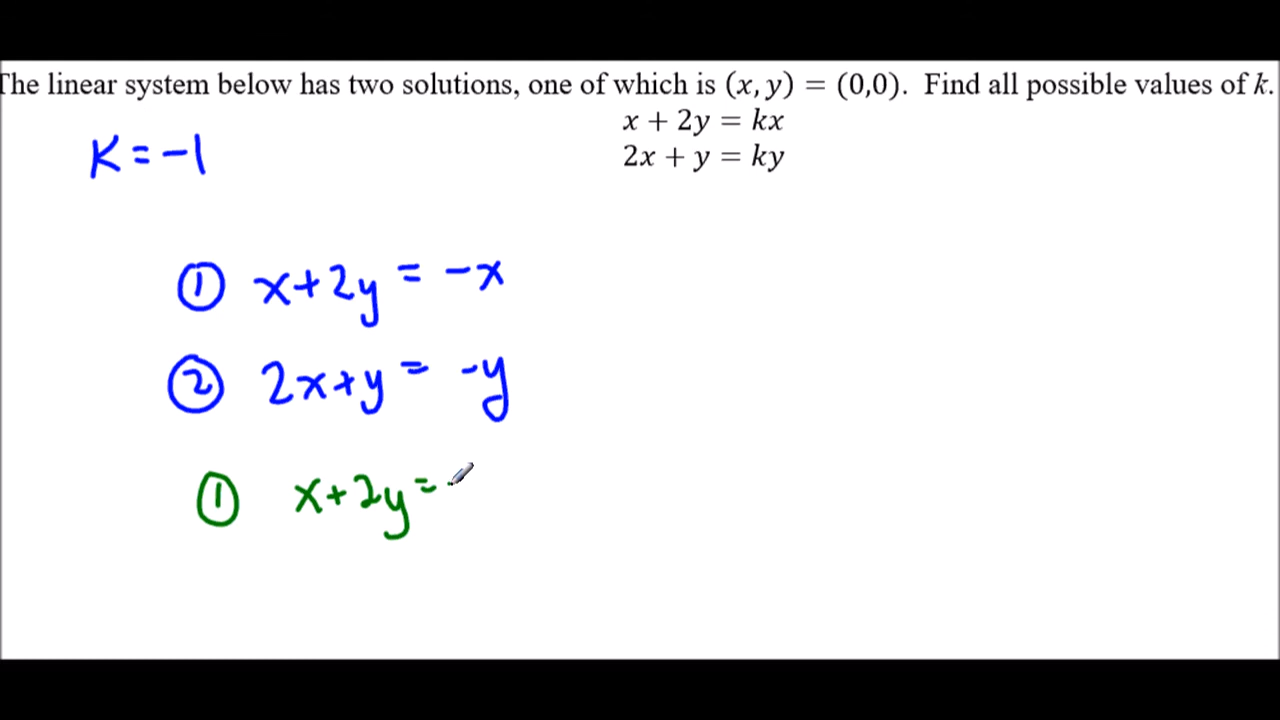 The linear system below has two solutions, one of which is (x, y) = (0,0). Find all possible values of k.
x + 2y = kx
2x + y = ky
K = -1
① x+2y = -x
② 2x+y = -y
① x+2y =